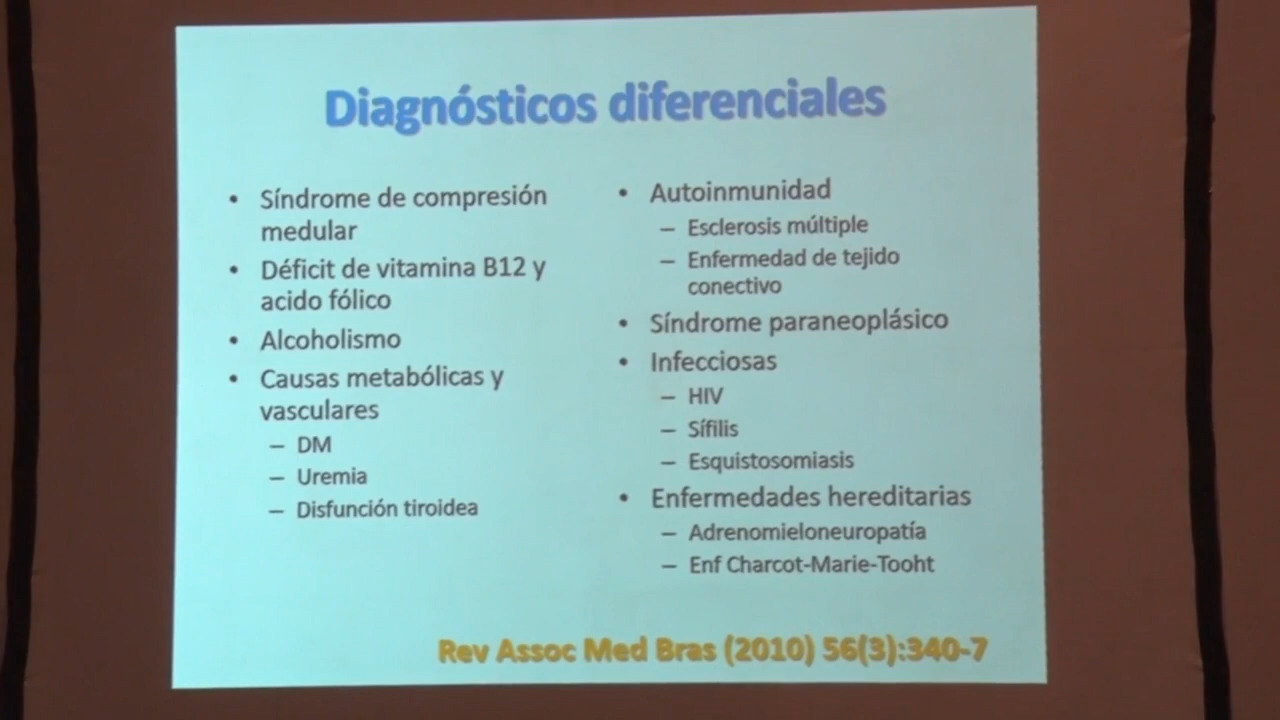 Diagnósticos diferenciales
• Síndrome de compresión
medular
• Déficit de vitamina B12 y
acido fólico
• Alcoholismo
• Causas metabólicas y
vasculares
– DM
– Uremia
– Disfunción tiroidea
• Autoinmunidad
– Esclerosis múltiple
– Enfermedad de tejido
conectivo
• Síndrome paraneoplásico
• Infecciosas
– HIV
– Sífilis
– Esquistosomiasis
• Enfermedades hereditarias
– Adrenomieloneuropatía
– Enf Charcot-Marie-Tooht
Rev Assoc Med Bras (2010) 56(3):340-7